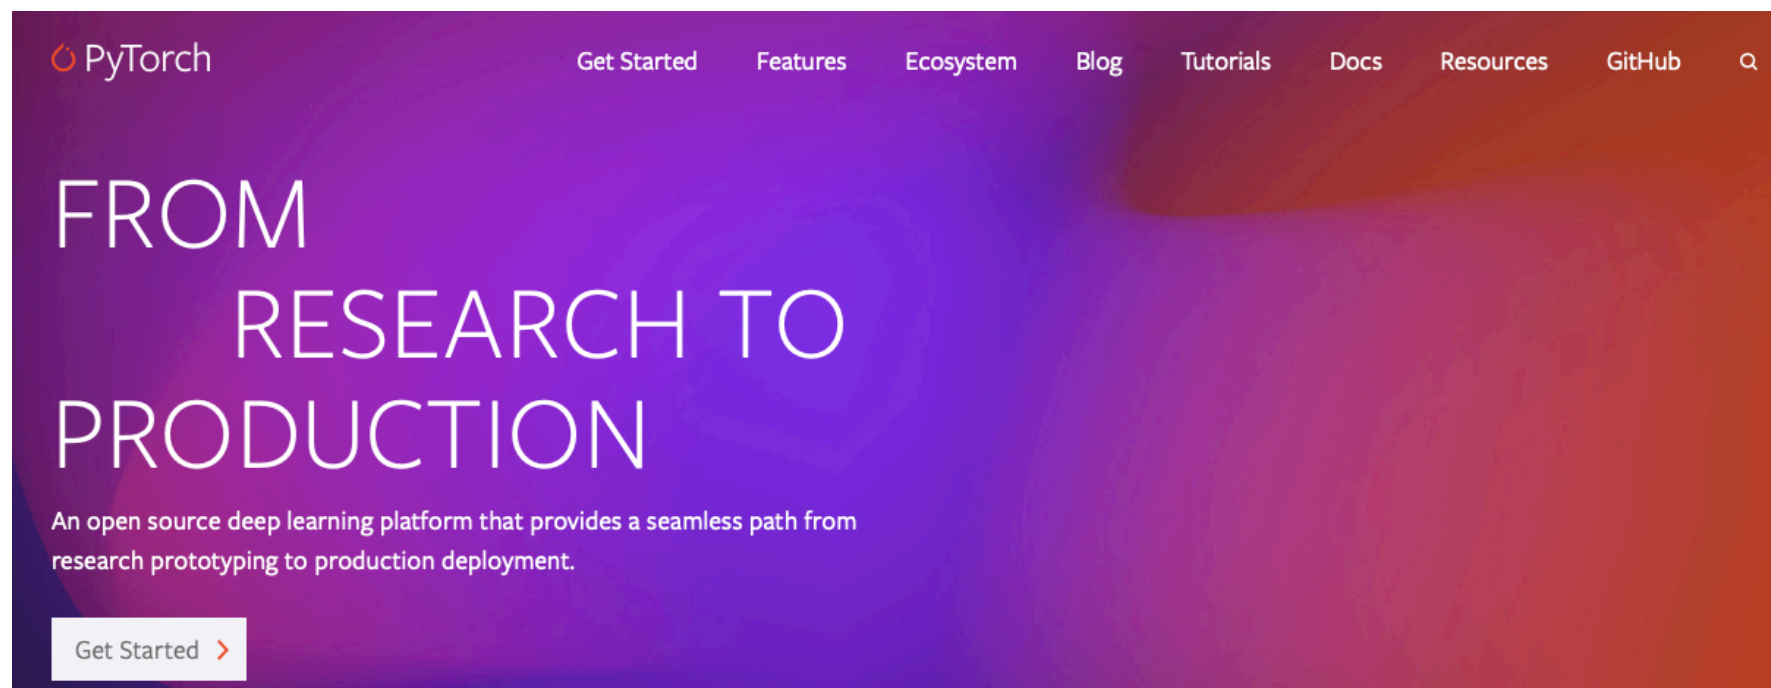 PyTorch
Get Started Features Ecosystem Blog Tutorials Docs Resources GitHub
FROM
RESEARCH TO
PRODUCTION
An open source deep learning platform that provides a seamless path from
research prototyping to production deployment.
Get Started